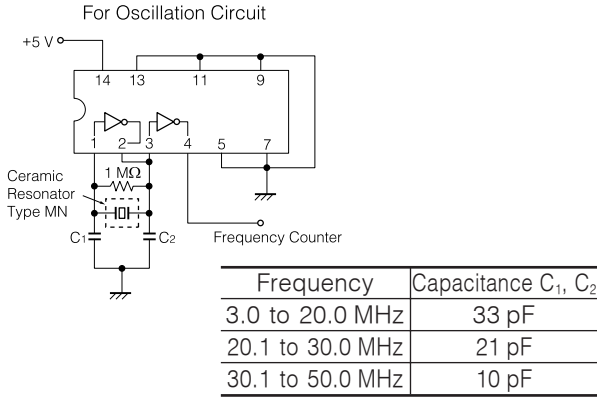 For Oscillation Circuit
+5 V
14 13 11 9
1 2 3 4 5 7
1 MΩ
Ceramic
Resonator
Type MN
C₁ C₂
Frequency Counter
Frequency Capacitance C₁, C₂
3.0 to 20.0 MHz 33 pF
20.1 to 30.0 MHz 21 pF
30.1 to 50.0 MHz 10 pF